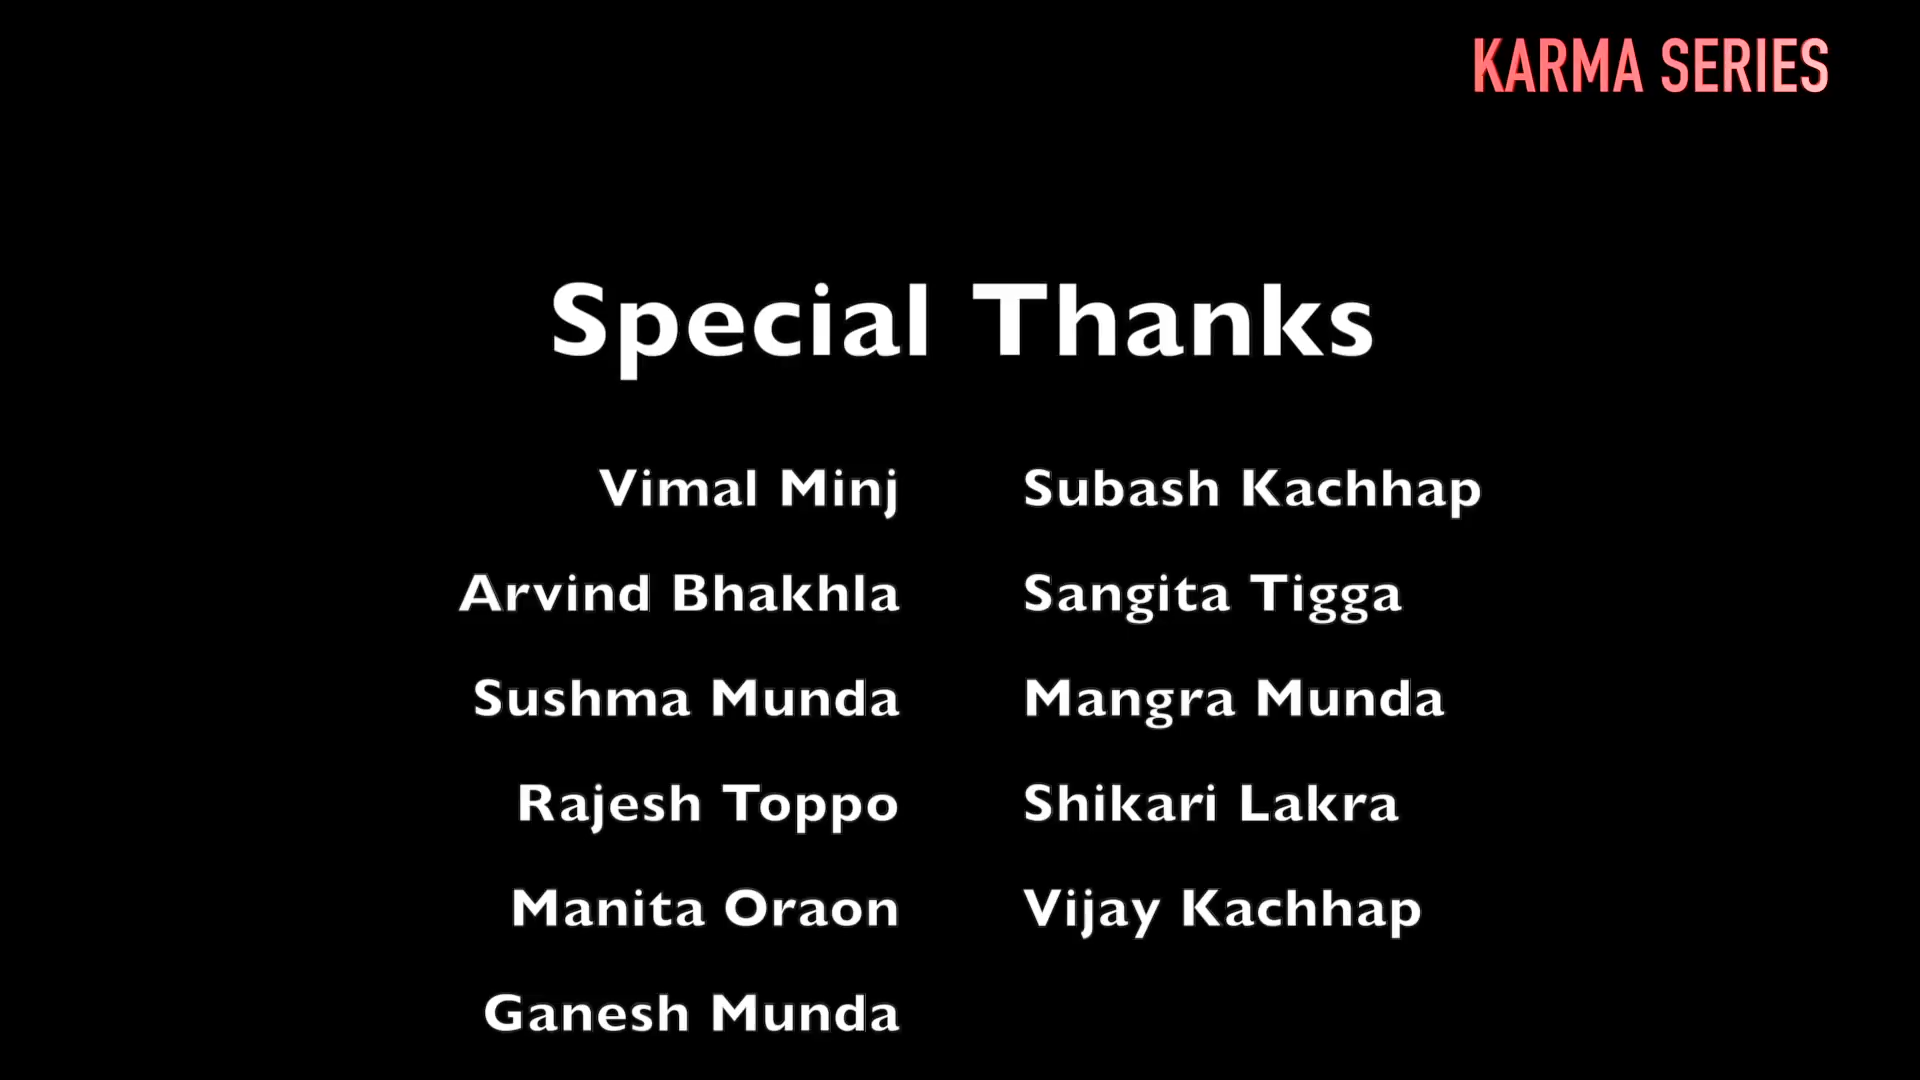 KARMA SERIES
Special Thanks
Vimal Minj Subash Kachhap
Arvind Bhakhla Sangita Tigga
Sushma Munda Mangra Munda
Rajesh Toppo Shikari Lakra
Manita Oraon Vijay Kachhap
Ganesh Munda